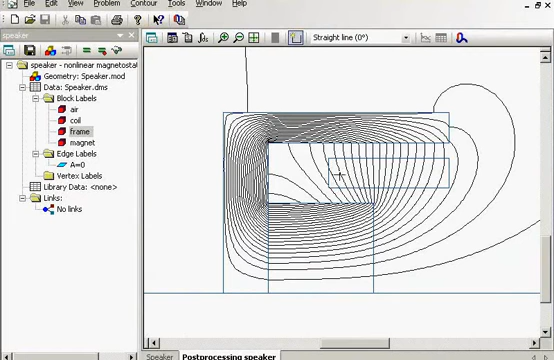 File Edit View Problem Contour Tools Window Help
Straight line (0°)
speaker
speaker - nonlinear magnetostat
Geometry: Speaker.mod
Data: Speaker.dms
Block Labels
air
coil
frame
magnet
Edge Labels
A=0
Vertex Labels
Library Data: <none>
Links:
No links
Speaker
Postprocessing speaker